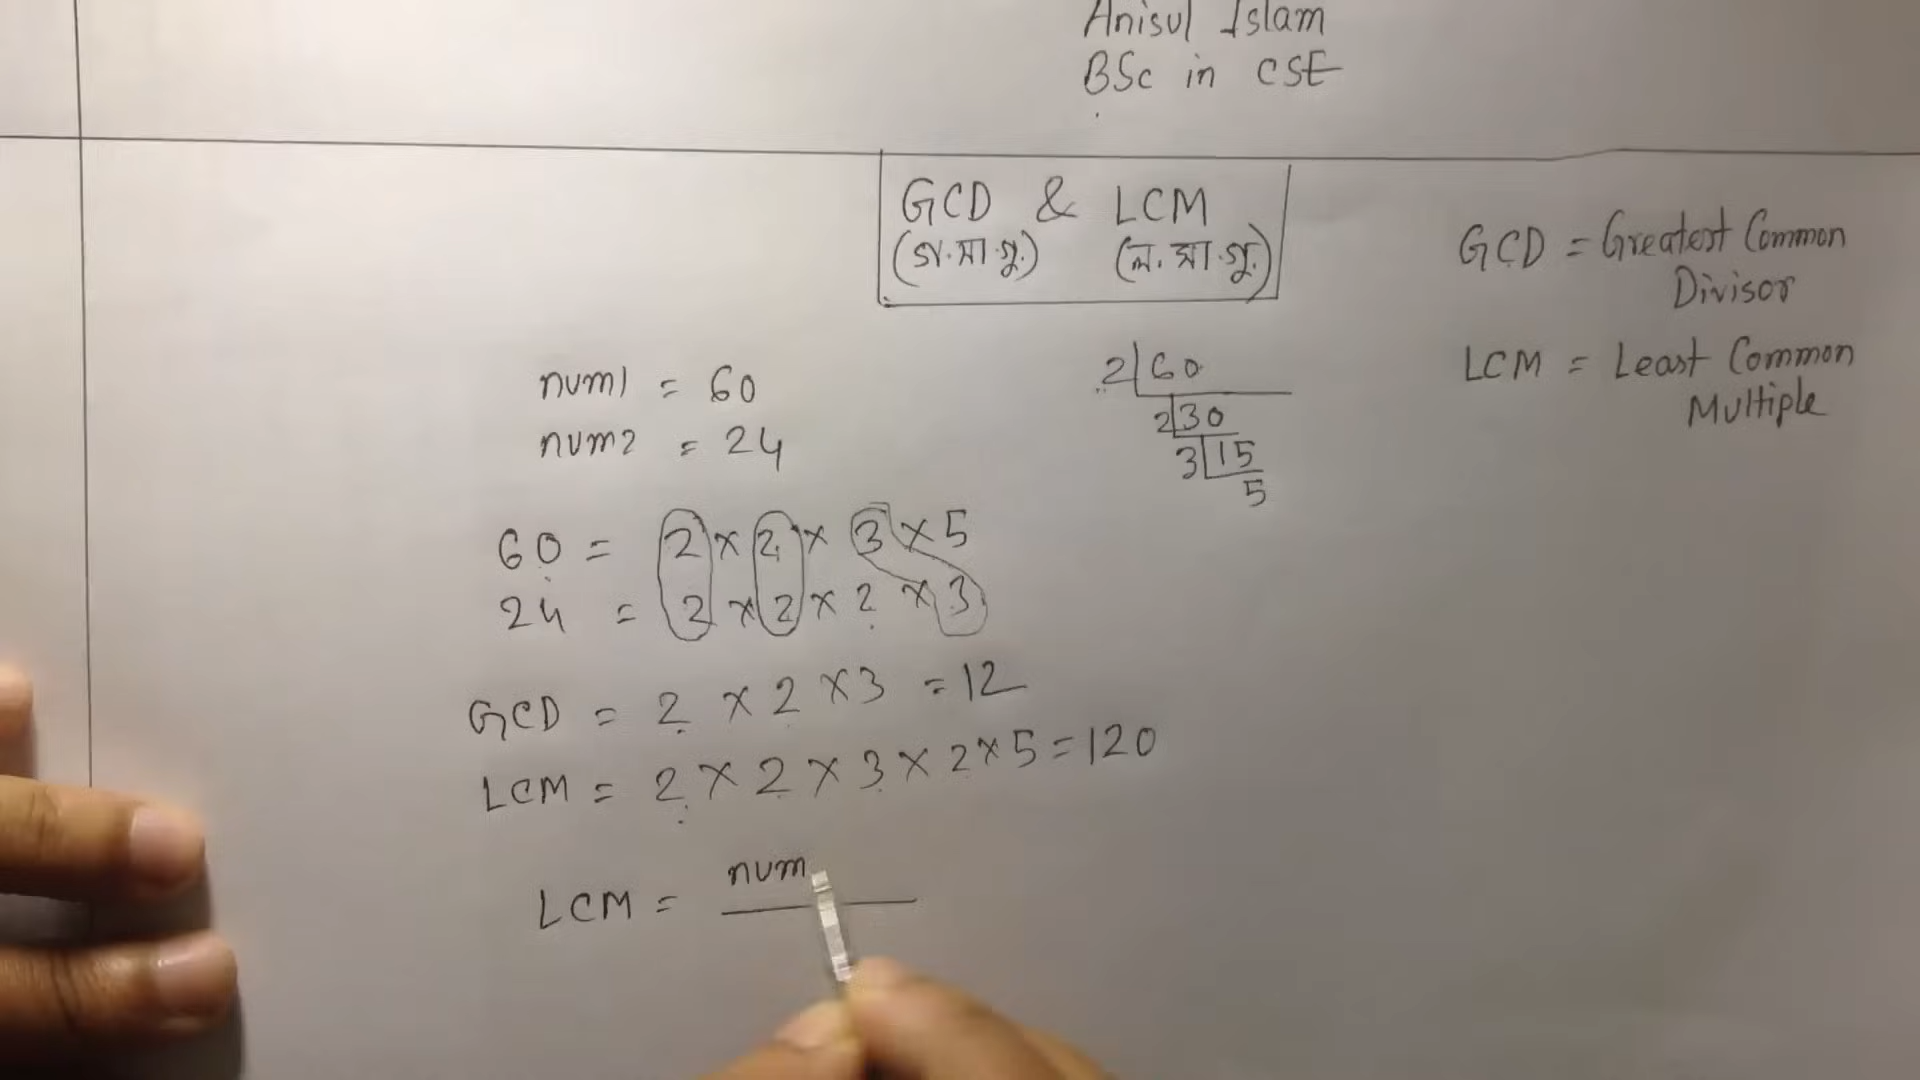 Anisul Islam
BSc in CSE
GCD & LCM
(গ.সা.গু.) (ল.সা.গু.)
GCD = Greatest Common
Divisor
LCM = Least Common
Multiple
num1 = 60
num2 = 24
2|60
2|30
3|15
5
60 = 2 × 2 × 3 × 5
24 = 2 × 2 × 2 × 3
GCD = 2 × 2 × 3 = 12
LCM = 2 × 2 × 3 × 2 × 5 = 120
LCM = num